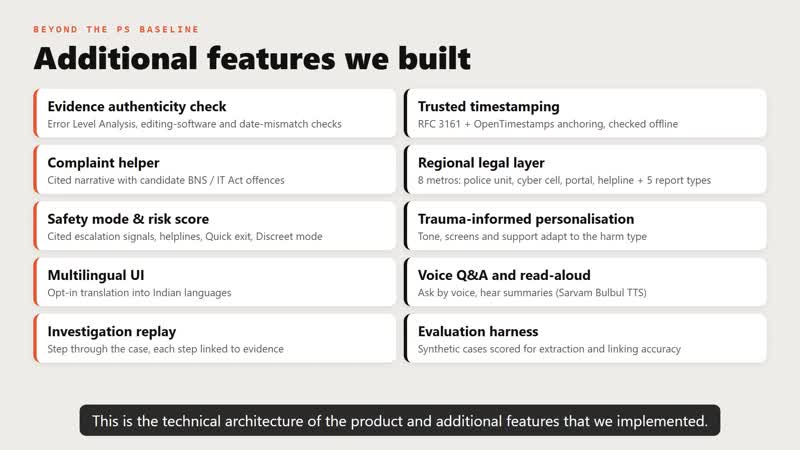 BEYOND THE PS BASELINE
Additional features we built
Evidence authenticity check
Error Level Analysis, editing-software and date-mismatch checks
Trusted timestamping
RFC 3161 + OpenTimestamps anchoring, checked offline
Complaint helper
Cited narrative with candidate BNS / IT Act offences
Regional legal layer
8 metros: police unit, cyber cell, portal, helpline + 5 report types
Safety mode & risk score
Cited escalation signals, helplines, Quick exit, Discreet mode
Trauma-informed personalisation
Tone, screens and support adapt to the harm type
Multilingual UI
Opt-in translation into Indian languages
Voice Q&A and read-aloud
Ask by voice, hear summaries (Sarvam Bulbul TTS)
Investigation replay
Step through the case, each step linked to evidence
Evaluation harness
Synthetic cases scored for extraction and linking accuracy
This is the technical architecture of the product and additional features that we implemented.